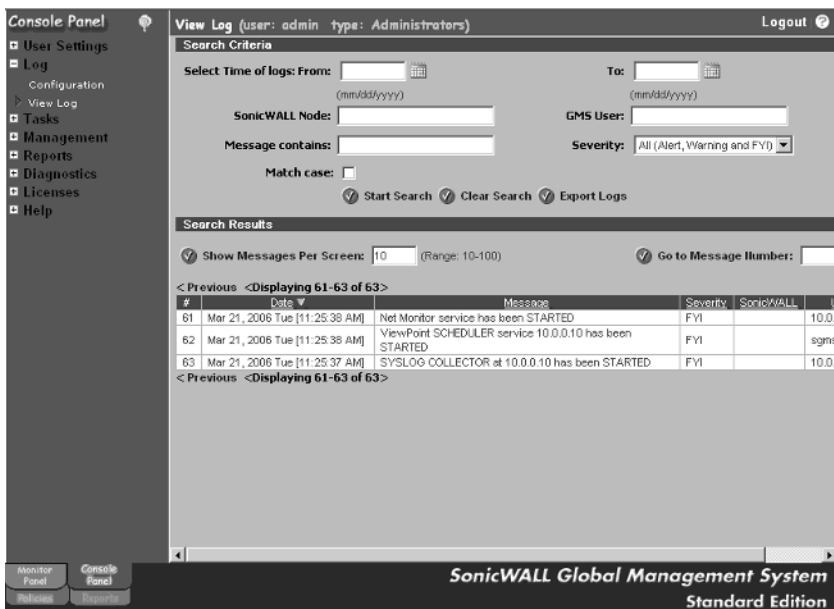 Console Panel
User Settings
Log
Configuration
View Log
Tasks
Management
Reports
Diagnostics
Licenses
Help
View Log (user: admin type: Administrators)
Logout
Search Criteria
Select Time of logs: From: To:
(mm/dd/yyyy) (mm/dd/yyyy)
SonicWALL Node: GMS User:
Message contains: Severity: All (Alert, Warning and FYI)
Match case:
Start Search Clear Search Export Logs
Search Results
Show Messages Per Screen: 10 (Range: 10-100) Go to Message Number:
< Previous <Displaying 61-63 of 63>
# Date Message Severity SonicWALL
61 Mar 21, 2006 Tue [11:25:38 AM] Net Monitor service has been STARTED FYI 10.0
62 Mar 21, 2006 Tue [11:25:38 AM] ViewPoint SCHEDULER service 10.0.0.10 has been STARTED FYI sgms
63 Mar 21, 2006 Tue [11:25:37 AM] SYSLOG COLLECTOR at 10.0.0.10 has been STARTED FYI 10.0
< Previous <Displaying 61-63 of 63>
Monitor Panel
Console Panel
Policies
Reports
SonicWALL Global Management System
Standard Edition